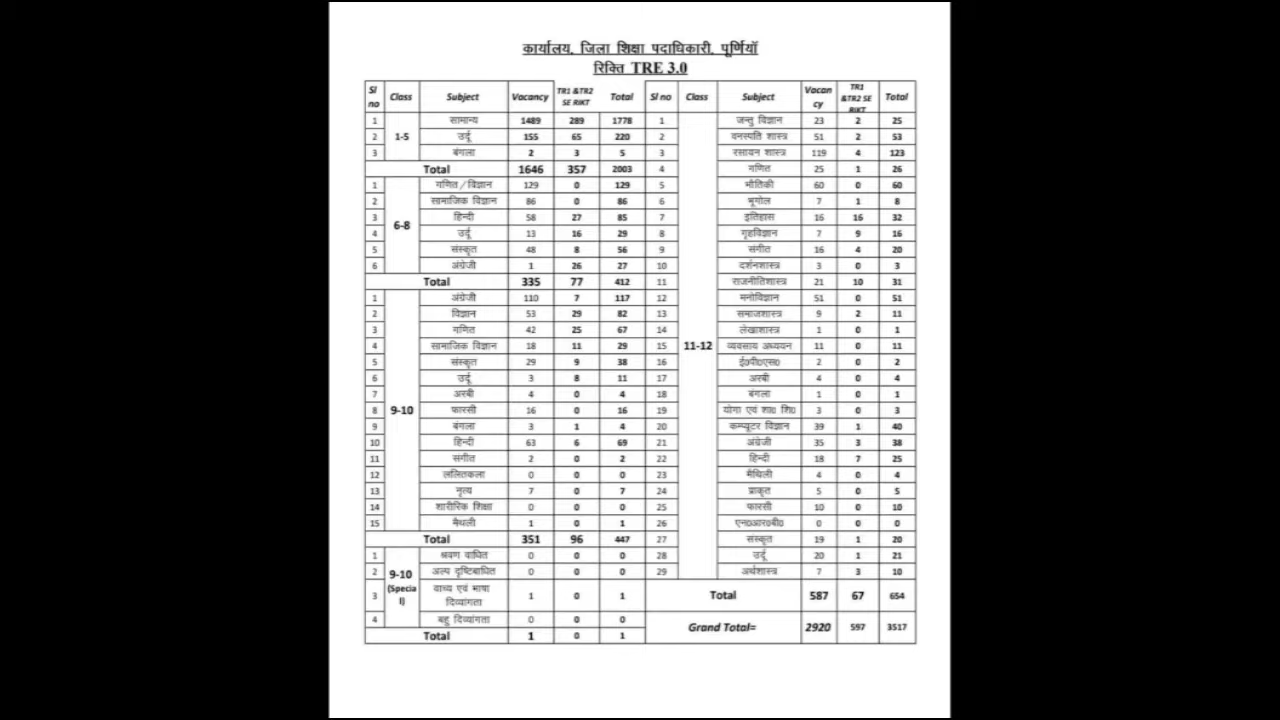 कार्यालय, जिला शिक्षा पदाधिकारी, पूर्णियाँ
रिक्ति TRE 3.0
Sl no Class Subject Vacancy TR1 &TR2 SE RIKT Total Sl no Class Subject Vacancy TR1 &TR2 SE RIKT Total
1 1-5 सामान्य 1489 289 1778 1 11-12 जन्तु विज्ञान 23 2 25
2 उर्दू 155 65 220 2 वनस्पति शास्त्र 51 2 53
3 बंगला 2 3 5 3 रसायन शास्त्र 119 4 123
Total 1646 357 2003 4 गणित 25 1 26
1 6-8 गणित/विज्ञान 129 0 129 5 भौतिकी 60 0 60
2 सामाजिक विज्ञान 86 0 86 6 भूगोल 7 1 8
3 हिन्दी 58 27 85 7 इतिहास 16 16 32
4 उर्दू 13 16 29 8 गृहविज्ञान 7 9 16
5 संस्कृत 48 8 56 9 संगीत 16 4 20
6 अंग्रेजी 1 26 27 10 दर्शनशास्त्र 3 0 3
Total 335 77 412 11 राजनीतिशास्त्र 21 10 31
1 9-10 अंग्रेजी 110 7 117 12 मनोविज्ञान 51 0 51
2 विज्ञान 53 29 82 13 समाजशास्त्र 9 2 11
3 गणित 42 25 67 14 लेखाशास्त्र 1 0 1
4 सामाजिक विज्ञान 18 11 29 15 व्यवसाय अध्ययन 11 0 11
5 संस्कृत 29 9 38 16 ई0पी0एस0 2 0 2
6 उर्दू 3 8 11 17 अरबी 4 0 4
7 अरबी 4 0 4 18 बंगला 1 0 1
8 फारसी 16 0 16 19 योगा एवं शा0 शि0 3 0 3
9 बंगला 3 1 4 20 कम्प्यूटर विज्ञान 39 1 40
10 हिन्दी 63 6 69 21 अंग्रेजी 35 3 38
11 संगीत 2 0 2 22 हिन्दी 18 7 25
12 ललितकला 0 0 0 23 मैथिली 4 0 4
13 नृत्य 7 0 7 24 प्राकृत 5 0 5
14 शारीरिक शिक्षा 0 0 0 25 फारसी 10 0 10
15 मैथली 1 0 1 26 एन0आर0बी0 0 0 0
Total 351 96 447 27 संस्कृत 19 1 20
1 9-10 (Special) श्रवण वाधित 0 0 0 28 उर्दू 20 1 21
2 अल्प दृष्टिबाधित 0 0 0 29 अर्थशास्त्र 7 3 10
3 वाच्य एवं भाषा दिव्यांगता 1 0 1 Total 587 67 654
4 बहु दिव्यांगता 0 0 0 Grand Total= 2920 597 3517
Total 1 0 1